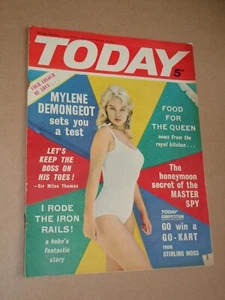 TODAY
5D
MYLENE
DEMONGEOT
sets you
a test
FOOD
FOR
THE QUEEN
news from the
royal kitchen...
LET'S
KEEP THE
BOSS ON
HIS TOES!
—Sir Miles Thomas
The
honeymoon
secret of the
MASTER
SPY
I RODE
THE IRON
RAILS!
a hobo's
fantastic
story
TODAY
COMPETITION
GO win a
GO-KART
FROM
STIRLING MOSS